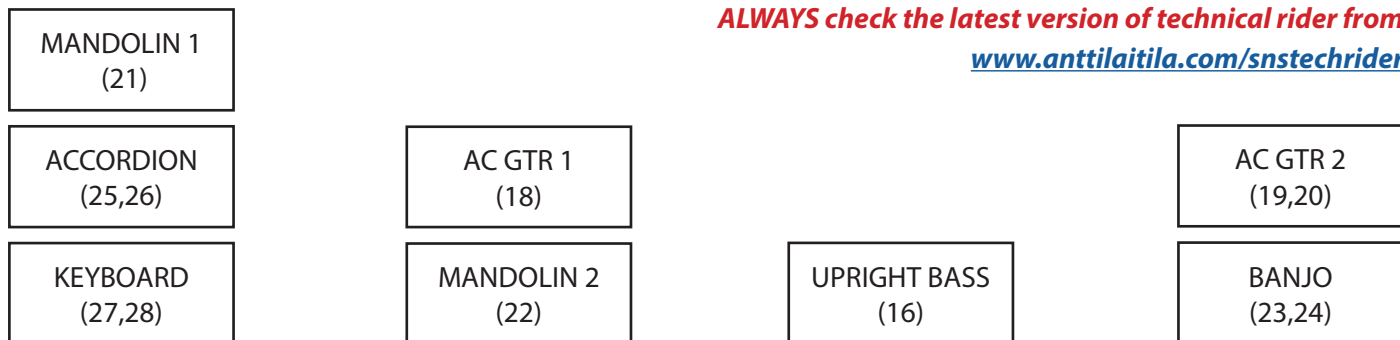 ALWAYS check the latest version of technical rider from
www.anttilaitila.com/snstechrider
MANDOLIN 1
(21)
ACCORDION
(25,26)
AC GTR 1
(18)
AC GTR 2
(19,20)
KEYBOARD
(27,28)
MANDOLIN 2
(22)
UPRIGHT BASS
(16)
BANJO
(23,24)